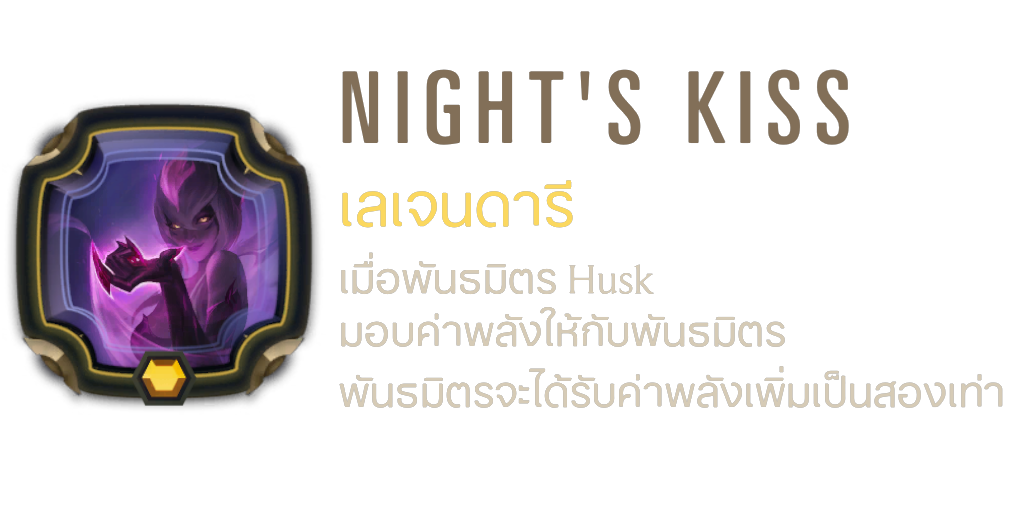 NIGHT'S KISS
เลเจนดารี
เมื่อพันธมิตร Husk
มอบค่าพลังให้กับพันธมิตร
พันธมิตรจะได้รับค่าพลังเพิ่มเป็นสองเท่า